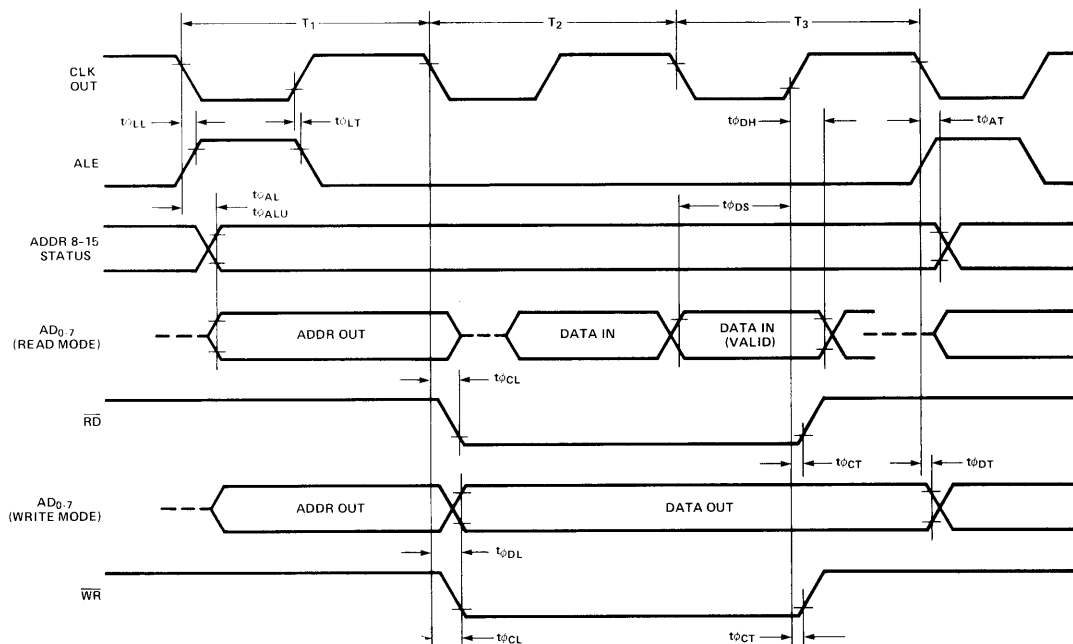 T₁ T₂ T₃
CLK
OUT
tϕLL tϕLT tϕDH tϕAT
ALE
tϕAL
tϕALU tϕDS
ADDR 8-15
STATUS
AD₀-₇
(READ MODE) ADDR OUT DATA IN DATA IN
(VALID)
tϕCL
R̅D̅
tϕCT tϕDT
AD₀-₇
(WRITE MODE) ADDR OUT DATA OUT
tϕDL
W̅R̅
tϕCL tϕCT